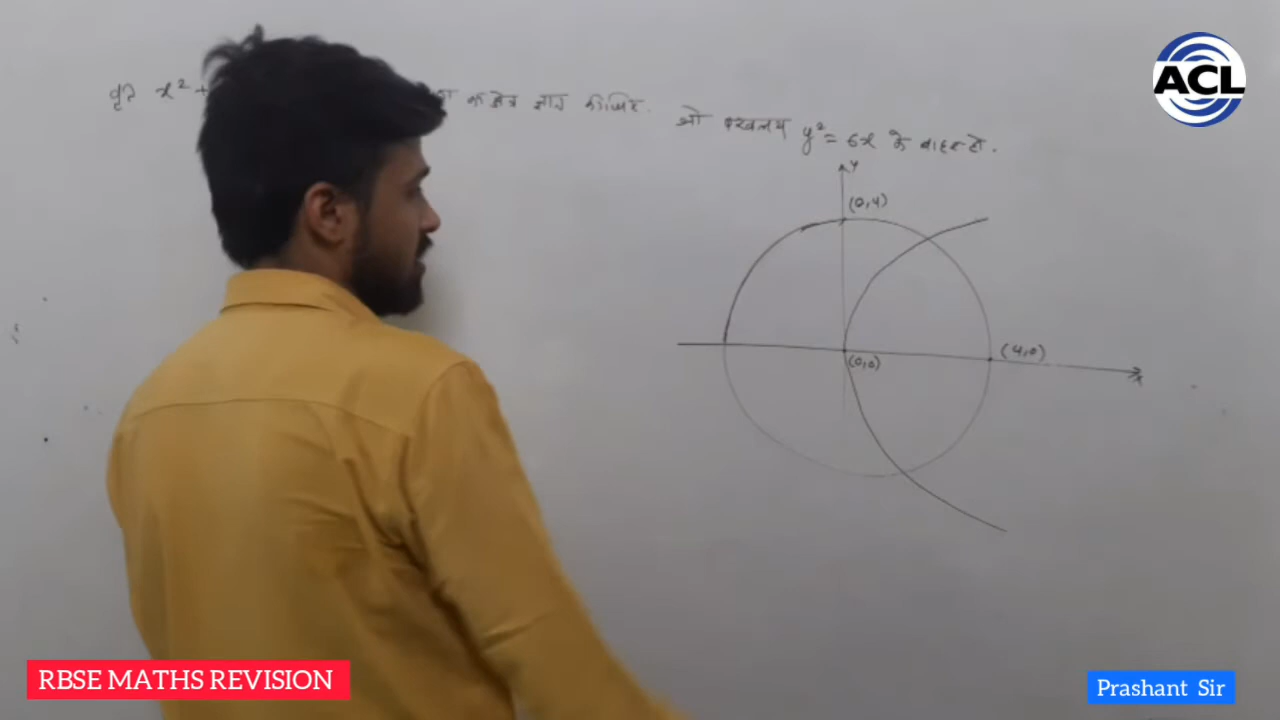 वृत्त x² + का क्षेत्र ज्ञात कीजिए. जो परवलय y² = 6x के बाहर हो.
Y
(0,4)
(0,0)
(4,0)
x
ACL
RBSE MATHS REVISION
Prashant Sir